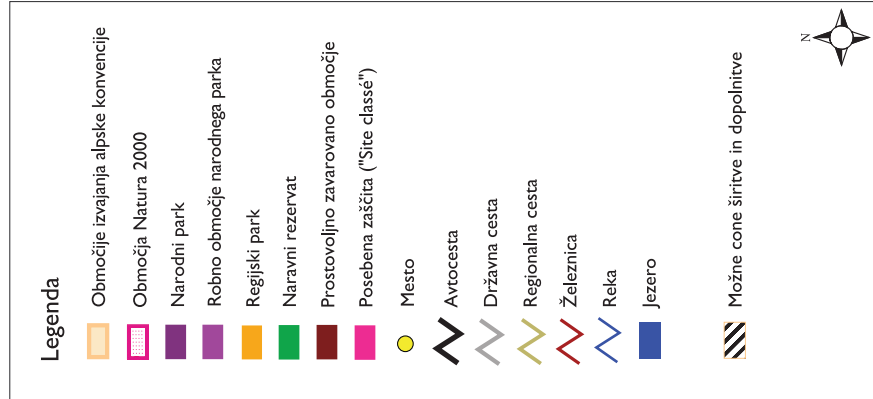 Legenda
Območije izvajanja alpske konvencije
Območja Natura 2000
Narodni park
Robno območje narodnega parka
Regijski park
Naravni rezervat
Prostovoljno zavarovano območje
Posebena zaščita ("Site classé")
Mesto
Avtocesta
Državna cesta
Regionalna cesta
Železnica
Reka
Jezero
Možne cone širitve in dopolnitve
N